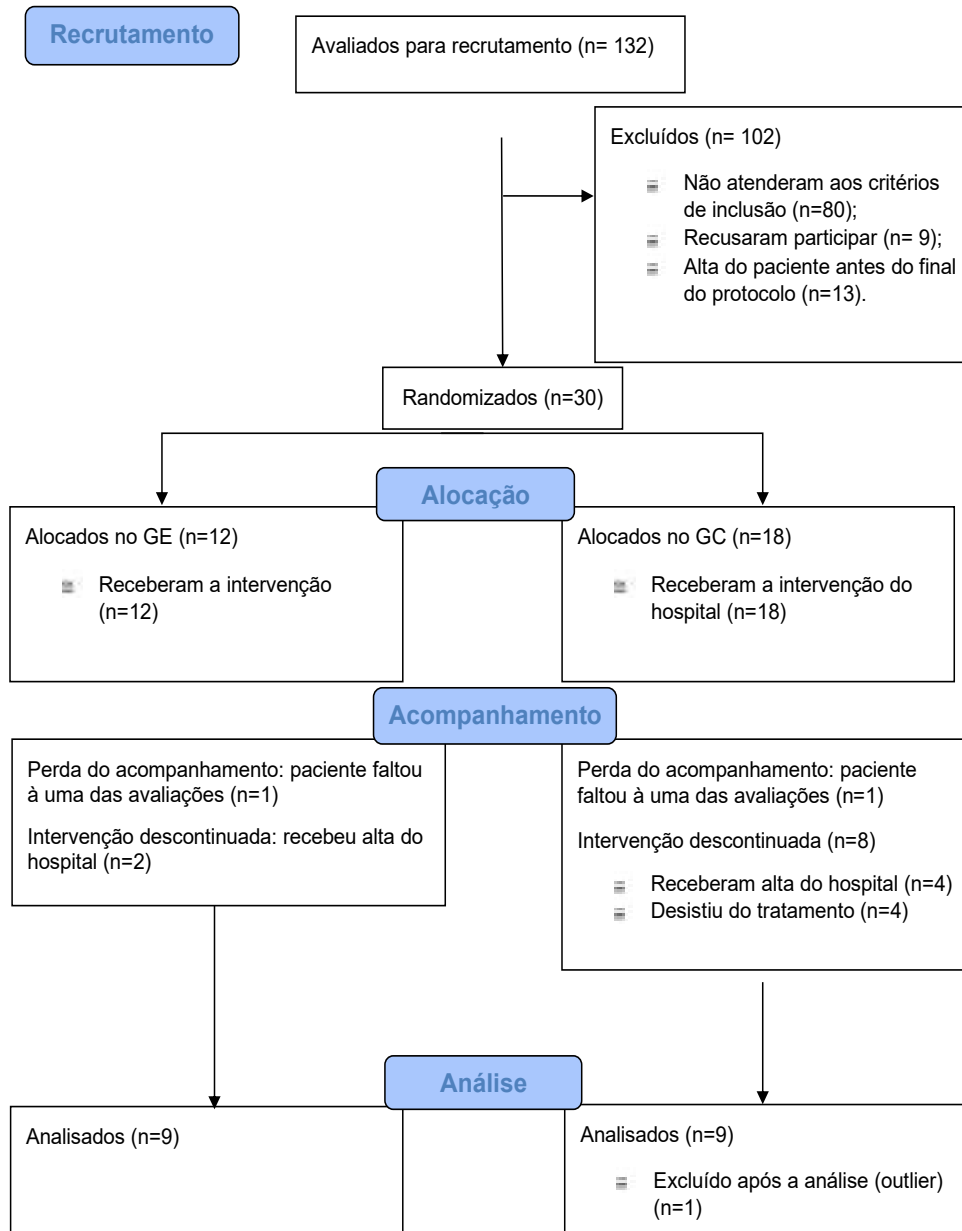 Recrutamento
Avaliados para recrutamento (n= 132)
Excluídos (n= 102)
Não atenderam aos critérios
de inclusão (n=80);
Recusaram participar (n= 9);
Alta do paciente antes do final
do protocolo (n=13).
Randomizados (n=30)
Alocação
Alocados no GE (n=12)
Receberam a intervenção
(n=12)
Alocados no GC (n=18)
Receberam a intervenção do
hospital (n=18)
Acompanhamento
Perda do acompanhamento: paciente faltou
à uma das avaliações (n=1)
Intervenção descontinuada: recebeu alta do
hospital (n=2)
Perda do acompanhamento: paciente
faltou à uma das avaliações (n=1)
Intervenção descontinuada (n=8)
Receberam alta do hospital (n=4)
Desistiu do tratamento (n=4)
Análise
Analisados (n=9)
Analisados (n=9)
Excluído após a análise (outlier)
(n=1)